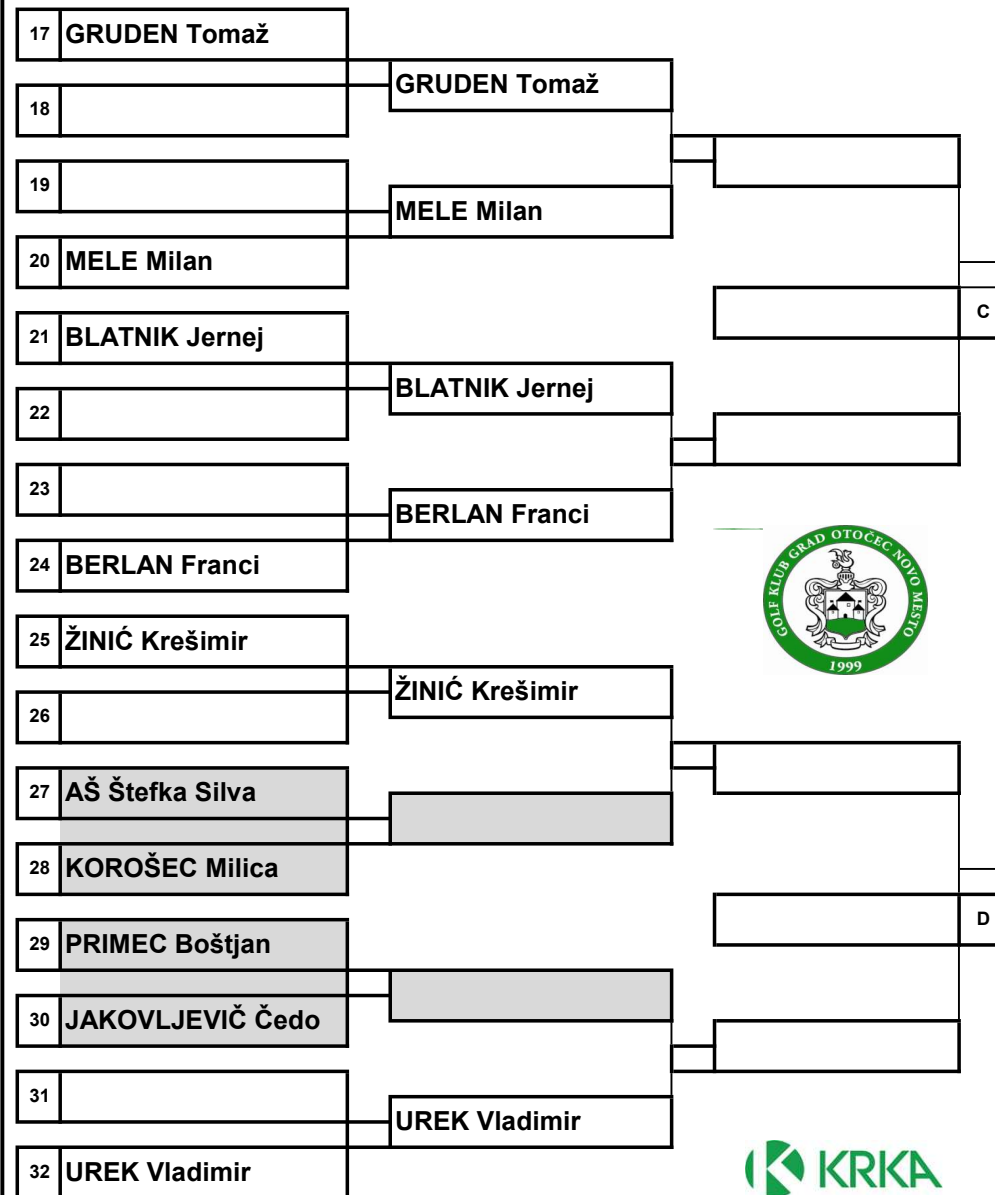 17 GRUDEN Tomaž
GRUDEN Tomaž
18
19
MELE Milan
20 MELE Milan
C
21 BLATNIK Jernej
BLATNIK Jernej
22
23
BERLAN Franci
24 BERLAN Franci
GOLF KLUB GRAD OTOČEC NOVO MESTO
1999
25 ŽINIĆ Krešimir
ŽINIĆ Krešimir
26
27 AŠ Štefka Silva
28 KOROŠEC Milica
D
29 PRIMEC Boštjan
30 JAKOVLJEVIČ Čedo
31
UREK Vladimir
32 UREK Vladimir
KRKA